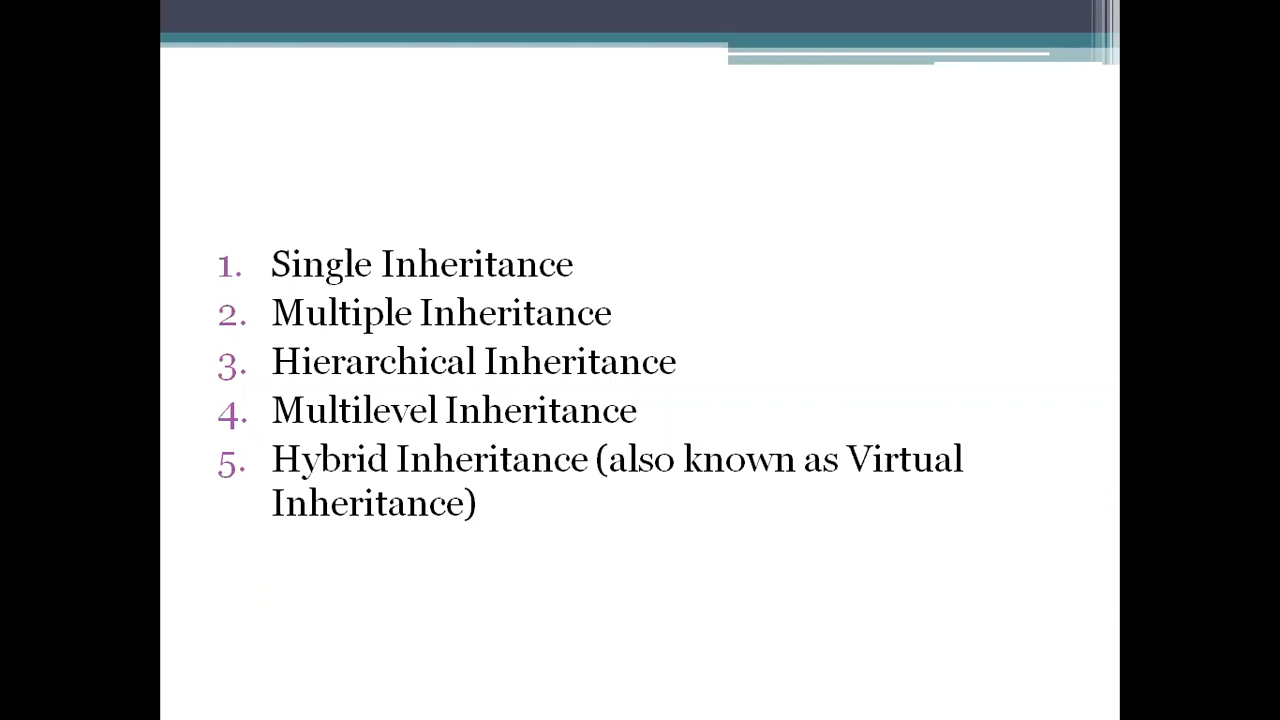 1. Single Inheritance
2. Multiple Inheritance
3. Hierarchical Inheritance
4. Multilevel Inheritance
5. Hybrid Inheritance (also known as Virtual
Inheritance)